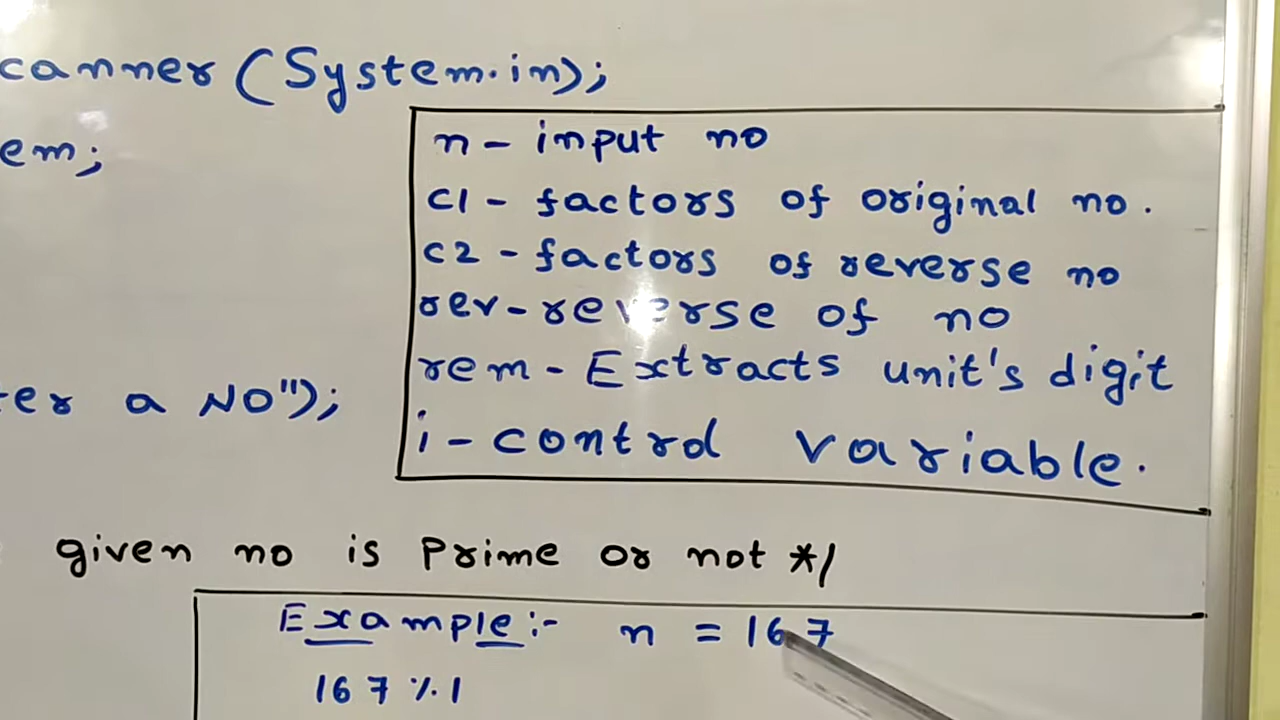 canner (System.in);
em;
n - input no
c1 - factors of original no.
c2 - factors of reverse no
rev - reverse of no
rem - Extracts unit's digit
i - control variable.
ter a NO");
given no is Prime or not */
Example:- n = 167
167 % 1